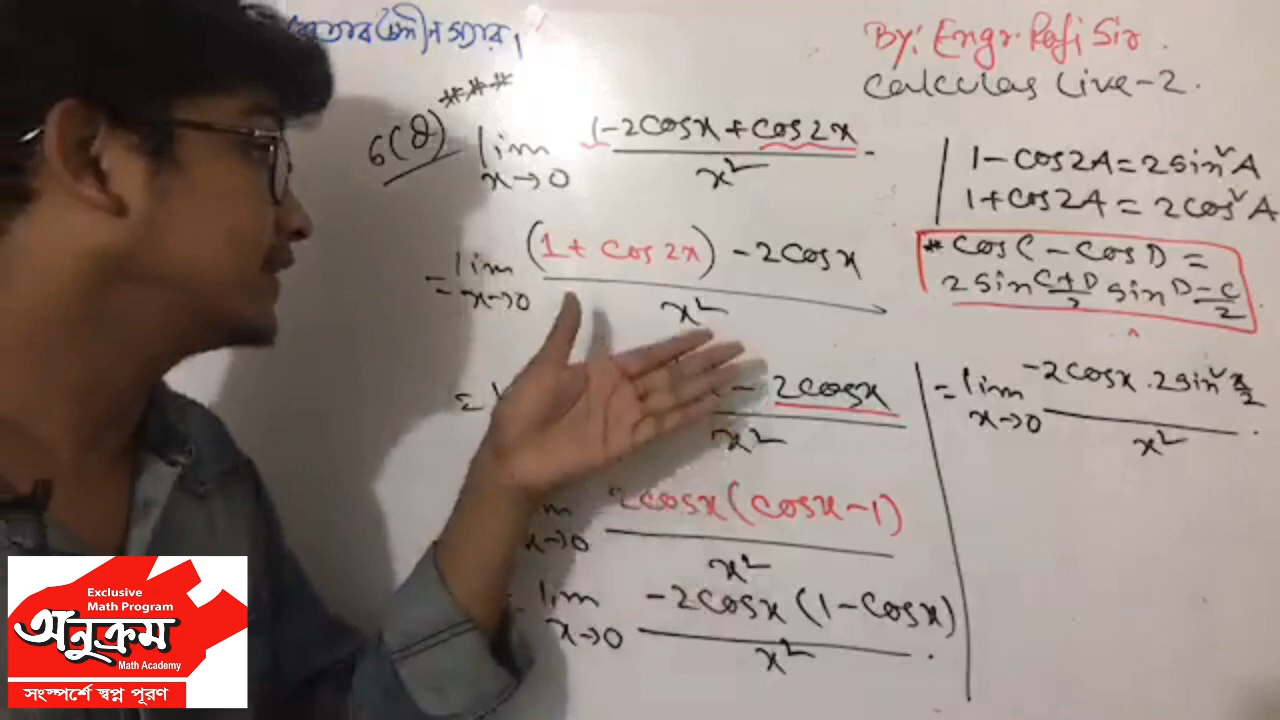 স্যার।
By: Engr. Rafi Sir.
Calculas Live-2.
6(ঠ) ***
lim x→0 (1-2cosx+cos2x)/x²
= lim x→0 ((1+cos2x)-2cosx)/x²
- 2cosx
x²
x→0 2cosx(cosx-1)/x²
lim x→0 -2cosx(1-cosx)/x².
1-cos2A=2sin²A
1+cos2A=2cos²A
* cosC-cosD=
2sin (C+D)/2 sin (D-C)/2
= lim x→0 (-2cosx.2sin² x/2)/x².
Exclusive
Math Program
অনুক্রম
Math Academy
সংস্পর্শে স্বপ্ন পূরণ